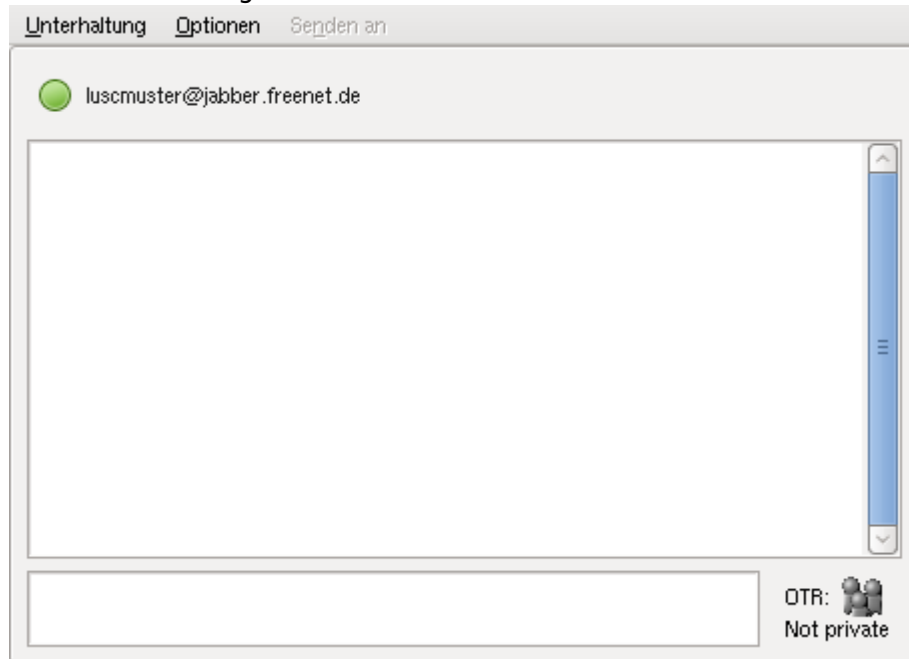 Unterhaltung Optionen Senden an
luscmuster@jabber.freenet.de
OTR:
Not private